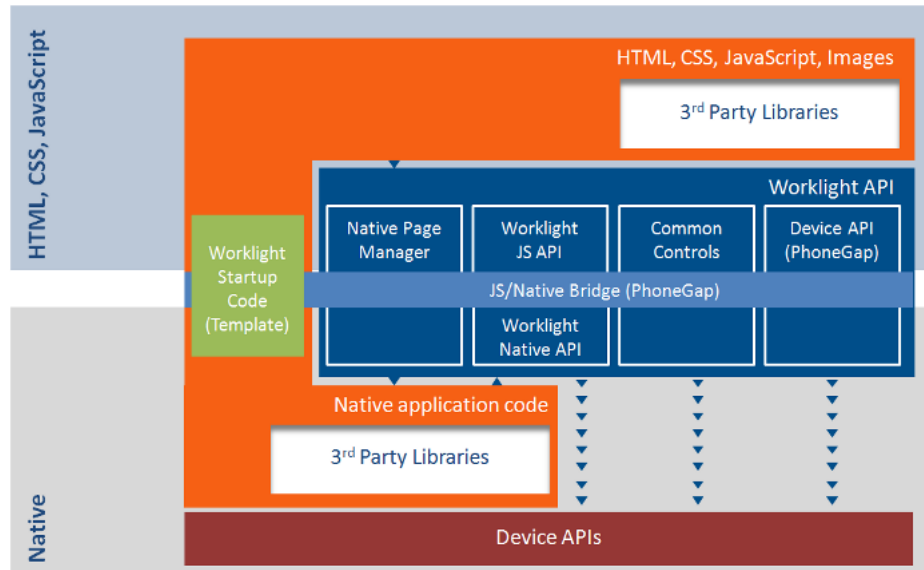 HTML, CSS, JavaScript
HTML, CSS, JavaScript, Images
3rd Party Libraries
Worklight API
Worklight
Startup
Code
(Template)
Native Page
Manager
Worklight
JS API
Common
Controls
Device API
(PhoneGap)
JS/Native Bridge (PhoneGap)
Worklight
Native API
Native application code
3rd Party Libraries
Native
Device APIs